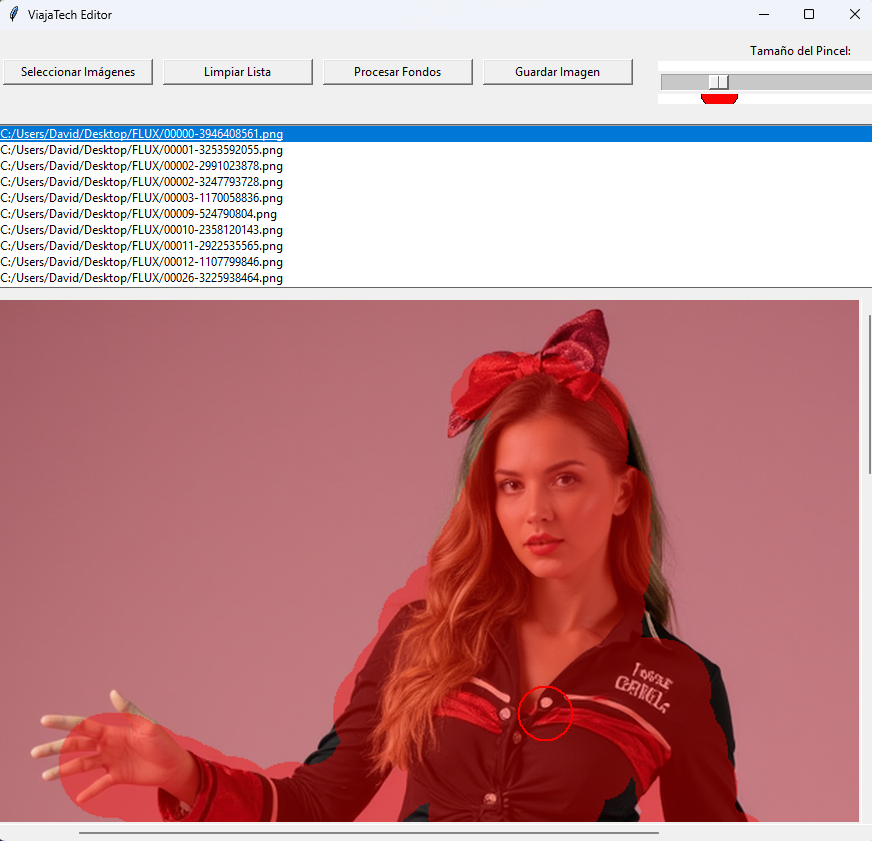 ViajaTech Editor
Tamaño del Pincel:
Seleccionar Imágenes
Limpiar Lista
Procesar Fondos
Guardar Imagen
C:/Users/David/Desktop/FLUX/00000-3946408561.png
C:/Users/David/Desktop/FLUX/00001-3253592055.png
C:/Users/David/Desktop/FLUX/00002-2991023878.png
C:/Users/David/Desktop/FLUX/00002-3247793728.png
C:/Users/David/Desktop/FLUX/00003-1170058836.png
C:/Users/David/Desktop/FLUX/00009-524790804.png
C:/Users/David/Desktop/FLUX/00010-2358120143.png
C:/Users/David/Desktop/FLUX/00011-2922535565.png
C:/Users/David/Desktop/FLUX/00012-1107799846.png
C:/Users/David/Desktop/FLUX/00026-3225938464.png